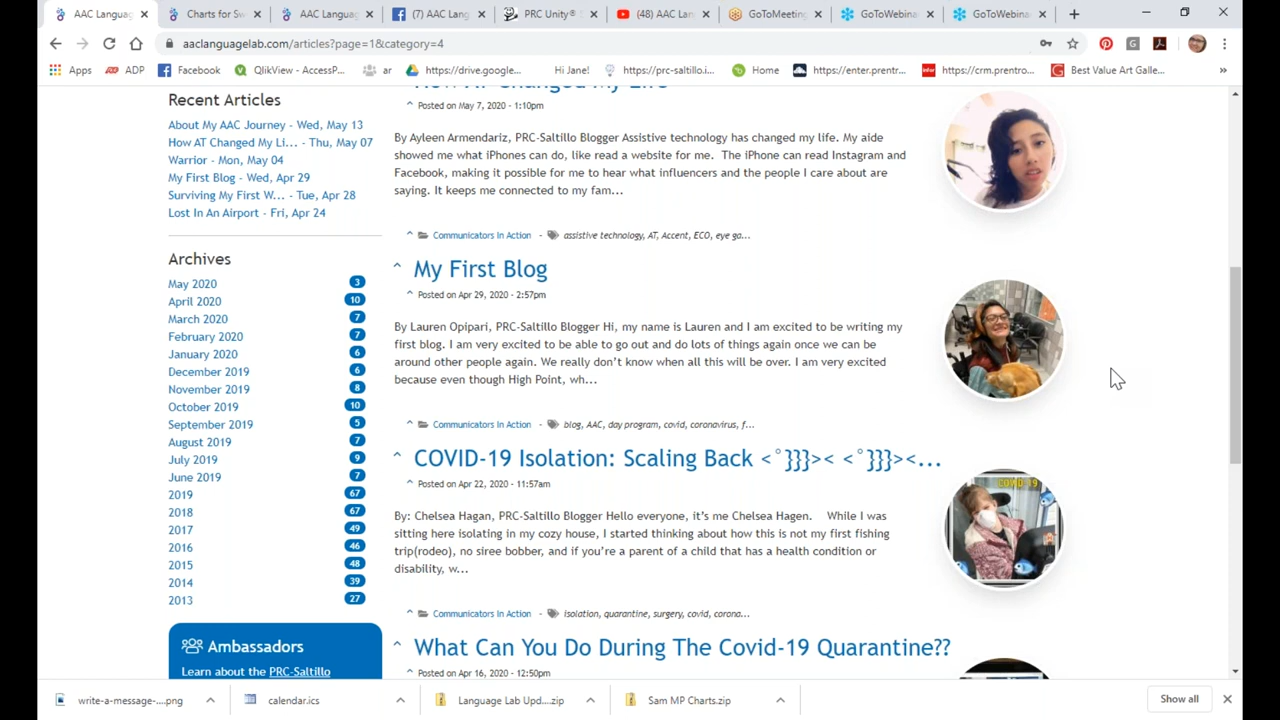 AAC Langua
Charts for Sw
AAC Langua
(7) AAC Lang
PRC Unity®
(48) AAC Lan
GoToMeeting
GoToWebina
GoToWebina
aaclanguagelab.com/articles?page=1&category=4
Apps
ADP
Facebook
QlikView - AccessP...
ar
https://drive.google...
Hi Jane!
https://prc-saltillo.i...
Home
https://enter.prentr...
https://crm.prentro...
Best Value Art Galle...
»
Recent Articles
About My AAC Journey - Wed, May 13
How AT Changed My Li... - Thu, May 07
Warrior - Mon, May 04
My First Blog - Wed, Apr 29
Surviving My First W... - Tue, Apr 28
Lost In An Airport - Fri, Apr 24
Archives
May 2020 3
April 2020 10
March 2020 7
February 2020 7
January 2020 6
December 2019 6
November 2019 8
October 2019 10
September 2019 5
August 2019 7
July 2019 9
June 2019 7
2019 67
2018 67
2017 49
2016 46
2015 48
2014 39
2013 27
Ambassadors
Learn about the PRC-Saltillo
How AT Changed My Life
Posted on May 7, 2020 - 1:10pm
By Ayleen Armendariz, PRC-Saltillo Blogger Assistive technology has changed my life. My aide
showed me what iPhones can do, like read a website for me. The iPhone can read Instagram and
Facebook, making it possible for me to hear what influencers and the people I care about are
saying. It keeps me connected to my fam...
Communicators In Action - assistive technology, AT, Accent, ECO, eye ga...
My First Blog
Posted on Apr 29, 2020 - 2:57pm
By Lauren Opipari, PRC-Saltillo Blogger Hi, my name is Lauren and I am excited to be writing my
first blog. I am very excited to be able to go out and do lots of things again once we can be
around other people again. We really don't know when all this will be over. I am very excited
because even though High Point, wh...
Communicators In Action - blog, AAC, day program, covid, coronavirus, f...
COVID-19 Isolation: Scaling Back <°}}}>< <°}}}><...
Posted on Apr 22, 2020 - 11:57am
By: Chelsea Hagan, PRC-Saltillo Blogger Hello everyone, it's me Chelsea Hagen. While I was
sitting here isolating in my cozy house, I started thinking about how this is not my first fishing
trip(rodeo), no siree bobber, and if you're a parent of a child that has a health condition or
disability, w...
COVID 19
Communicators In Action - isolation, quarantine, surgery, covid, corona...
What Can You Do During The Covid-19 Quarantine??
Posted on Apr 16, 2020 - 12:50pm
write-a-message-....png
calendar.ics
Language Lab Upd....zip
Sam MP Charts.zip
Show all